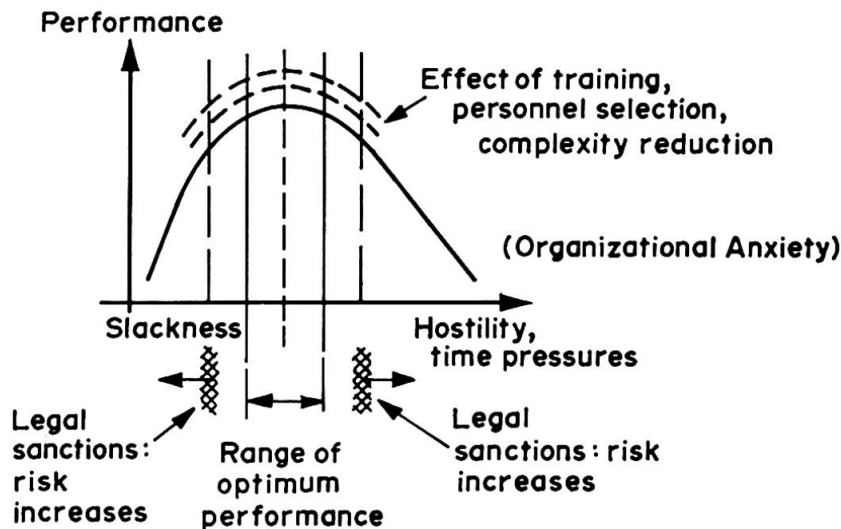 Performance
Effect of training,
personnel selection,
complexity reduction
(Organizational Anxiety)
Slackness
Hostility,
time pressures
Legal
sanctions:
risk
increases
Range of
optimum
performance
Legal
sanctions: risk
increases